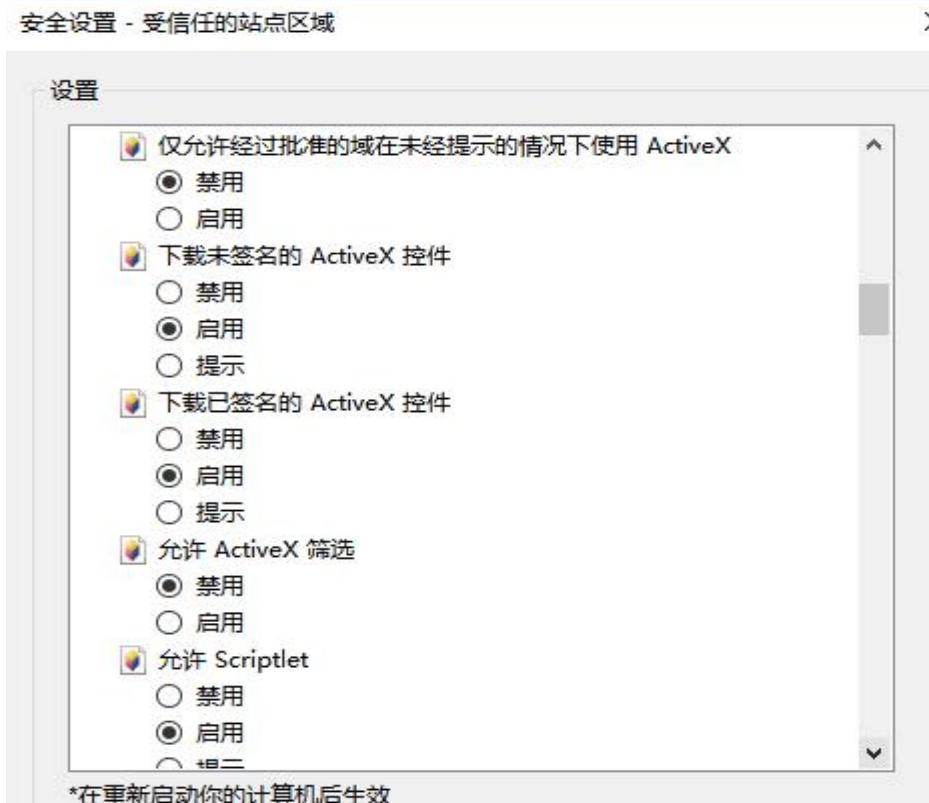 安全设置 - 受信任的站点区域
设置
仅允许经过批准的域在未经提示的情况下使用 ActiveX
禁用
启用
下载未签名的 ActiveX 控件
禁用
启用
提示
下载已签名的 ActiveX 控件
禁用
启用
提示
允许 ActiveX 筛选
禁用
启用
允许 Scriptlet
禁用
启用
*在重新启动你的计算机后生效